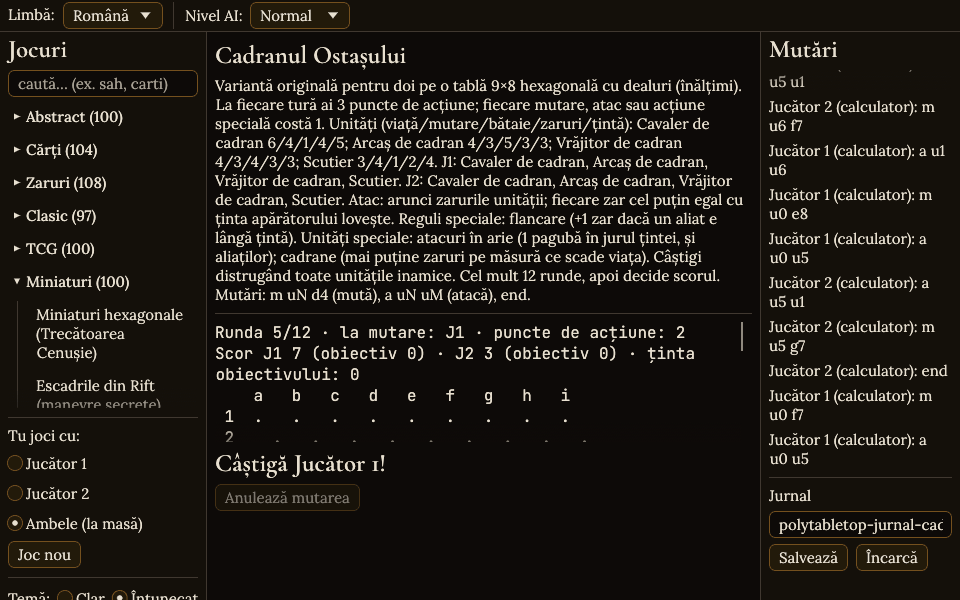 Limbă: Română ▼ Nivel AI: Normal ▼
Jocuri
caută... (ex. sah, carti)
▸ Abstract (100)
▸ Cărți (104)
▸ Zaruri (108)
▸ Clasic (97)
▸ TCG (100)
▾ Miniaturi (100)
Miniaturi hexagonale
(Trecătoarea
Cenușie)
Escadrile din Rift
(manevre secrete)
Tu joci cu:
Jucător 1
Jucător 2
Ambele (la masă)
Joc nou
Temă: Clar Întunecat
Cadranul Ostașului
Variantă originală pentru doi pe o tablă 9×8 hexagonală cu dealuri (înălțimi).
La fiecare tură ai 3 puncte de acțiune; fiecare mutare, atac sau acțiune
specială costă 1. Unități (viață/mutare/bătaie/zaruri/țintă): Cavaler de
cadran 6/4/1/4/5; Arcaș de cadran 4/3/5/3/3; Vrăjitor de cadran
4/3/4/3/3; Scutier 3/4/1/2/4. J1: Cavaler de cadran, Arcaș de cadran,
Vrăjitor de cadran, Scutier. J2: Cavaler de cadran, Arcaș de cadran, Vrăjitor
de cadran, Scutier. Atac: arunci zarurile unității; fiecare zar cel puțin egal cu
ținta apărătorului lovește. Reguli speciale: flancare (+1 zar dacă un aliat e
lângă țintă). Unități speciale: atacuri în arie (1 pagubă în jurul țintei, și
aliaților); cadrane (mai puține zaruri pe măsură ce scade viața). Câștigi
distrugând toate unitățile inamice. Cel mult 12 runde, apoi decide scorul.
Mutări: m uN d4 (mută), a uN uM (atacă), end.
Runda 5/12 · la mutare: J1 · puncte de acțiune: 2
Scor J1 7 (obiectiv 0) · J2 3 (obiectiv 0) · ținta
obiectivului: 0
a b c d e f g h i
1 . . . . . . . . .
2 . . . . . . . . .
Câștigă Jucător 1!
Anulează mutarea
Mutări
u5 u1
Jucător 2 (calculator): m
u6 f7
Jucător 1 (calculator): a u1
u6
Jucător 1 (calculator): m
u0 e8
Jucător 1 (calculator): a
u0 u5
Jucător 2 (calculator): a
u5 u1
Jucător 2 (calculator): m
u5 g7
Jucător 2 (calculator): end
Jucător 1 (calculator): m
u0 f7
Jucător 1 (calculator): a
u0 u5
Jurnal
polytabletop-jurnal-cad
Salvează Încarcă